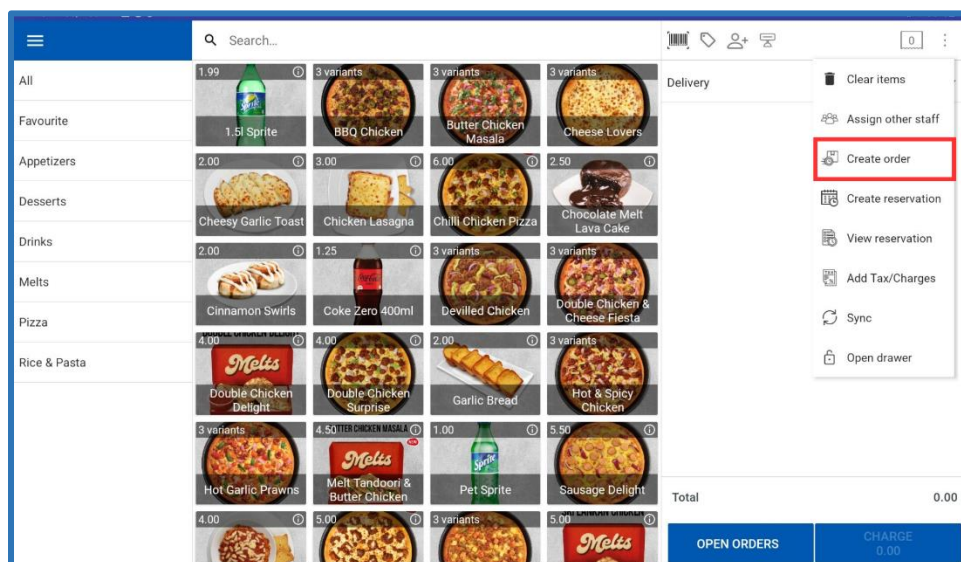 Search...
0
All
Favourite
Appetizers
Desserts
Drinks
Melts
Pizza
Rice & Pasta
1.99
1.5l Sprite
3 variants
BBQ Chicken
3 variants
Butter Chicken
Masala
3 variants
Cheese Lovers
2.00
Cheesy Garlic Toast
3.00
Chicken Lasagna
6.00
Chilli Chicken Pizza
2.50
Chocolate Melt
Lava Cake
2.00
Cinnamon Swirls
1.25
Coke Zero 400ml
3 variants
Devilled Chicken
3 variants
Double Chicken &
Cheese Fiesta
4.00
Melts
Double Chicken
Delight
4.00
Double Chicken
Surprise
2.00
Garlic Bread
3 variants
Hot & Spicy
Chicken
3 variants
Hot Garlic Prawns
4.50
Melts
Melt Tandoori &
Butter Chicken
1.00
Sprite
Pet Sprite
5.50
Sausage Delight
4.00
5.00
3 variants
5.00
Melts
Delivery
Clear items
Assign other staff
Create order
Create reservation
View reservation
Add Tax/Charges
Sync
Open drawer
Total
0.00
OPEN ORDERS
CHARGE
0.00